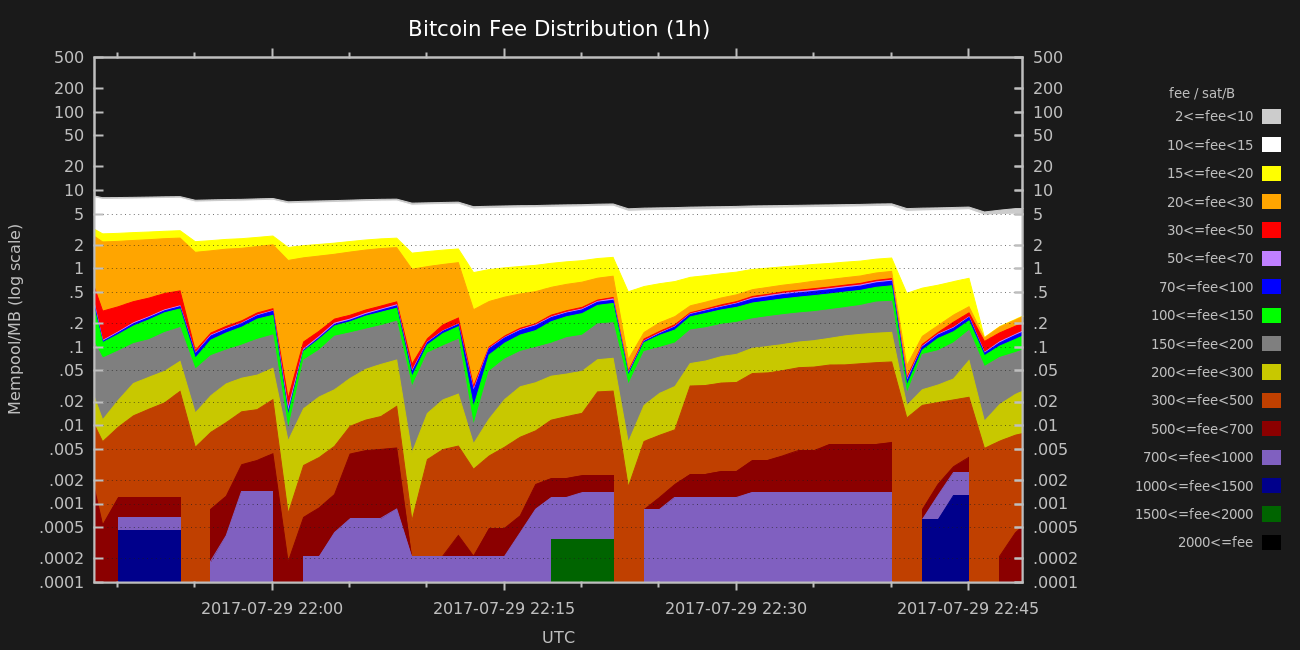 Bitcoin Fee Distribution (1h)
500 500
200 200
100 100
50 50
20 20
10 10
5 5
2 2
1 1
.5 .5
.2 .2
.1 .1
.05 .05
.02 .02
.01 .01
.005 .005
.002 .002
.001 .001
.0005 .0005
.0002 .0002
.0001 .0001
Mempool/MB (log scale)
2017-07-29 22:00 2017-07-29 22:15 2017-07-29 22:30 2017-07-29 22:45
UTC
fee / sat/B
2<=fee<10
10<=fee<15
15<=fee<20
20<=fee<30
30<=fee<50
50<=fee<70
70<=fee<100
100<=fee<150
150<=fee<200
200<=fee<300
300<=fee<500
500<=fee<700
700<=fee<1000
1000<=fee<1500
1500<=fee<2000
2000<=fee